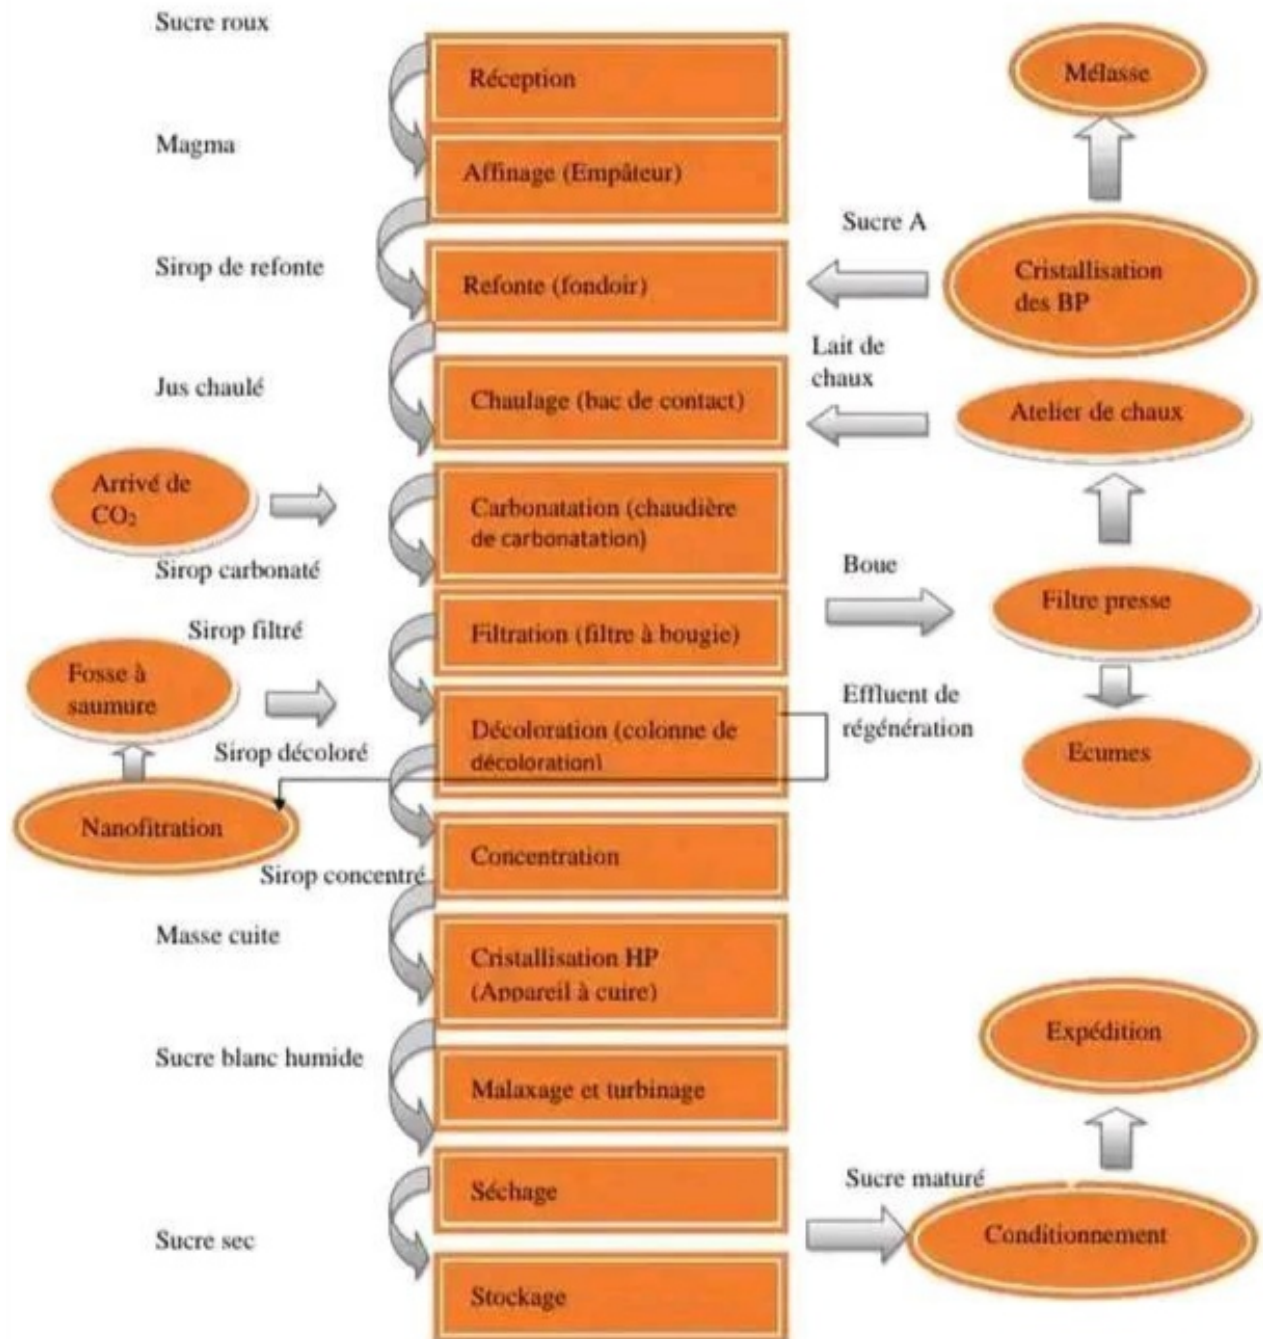 Sucre roux
Réception
Mélasse
Magma
Affinage (Empâteur)
Sucre A
Sirop de refonte
Refonte (fondoir)
Cristallisation
des BP
Lait de
chaux
Jus chaulé
Chaulage (bac de contact)
Atelier de chaux
Arrivé de
CO₂
Carbonatation (chaudière
de carbonatation)
Sirop carbonaté
Boue
Filtre presse
Sirop filtré
Filtration (filtre à bougie)
Fosse à
saumure
Effluent de
régénération
Décoloration (colonne de
décoloration)
Sirop décoloré
Ecumes
Nanofitration
Concentration
Sirop concentré
Masse cuite
Cristallisation HP
(Appareil à cuire)
Expédition
Sucre blanc humide
Malaxage et turbinage
Séchage
Sucre maturé
Conditionnement
Sucre sec
Stockage